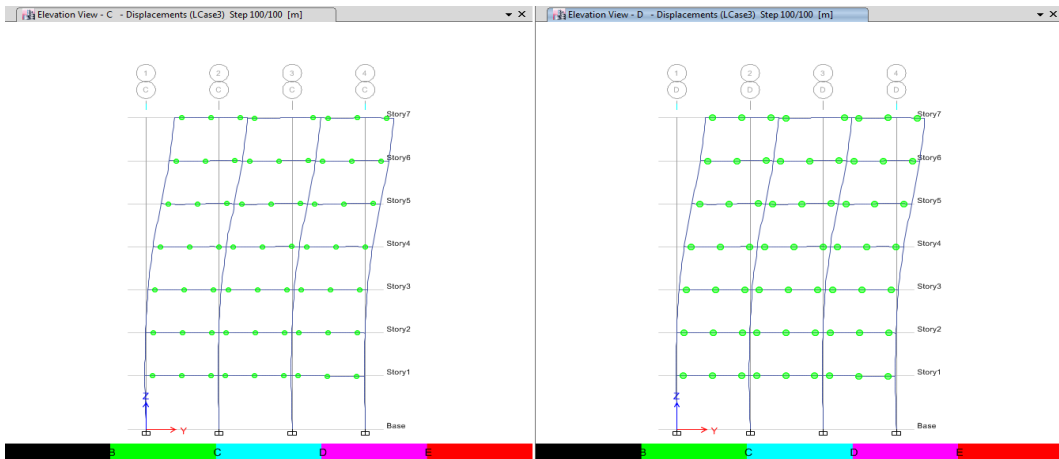 Elevation View - C - Displacements (LCase3) Step 100/100 [m]
1 2 3 4
C C C C
Story7
Story6
Story5
Story4
Story3
Story2
Story1
Z
Base
Y
B C D E
Elevation View - D - Displacements (LCase3) Step 100/100 [m]
1 2 3 4
D D D D
Story7
Story6
Story5
Story4
Story3
Story2
Story1
Z
Base
Y
B C D E